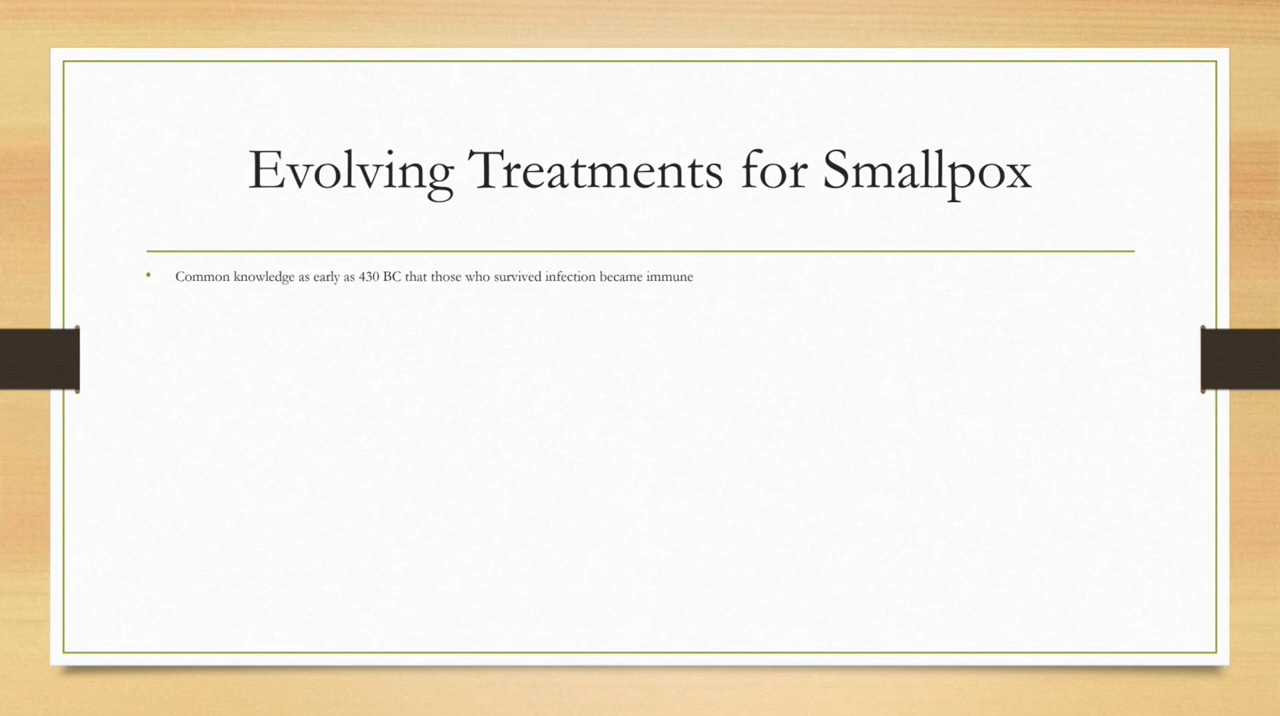 Evolving Treatments for Smallpox
• Common knowledge as early as 430 BC that those who survived infection became immune